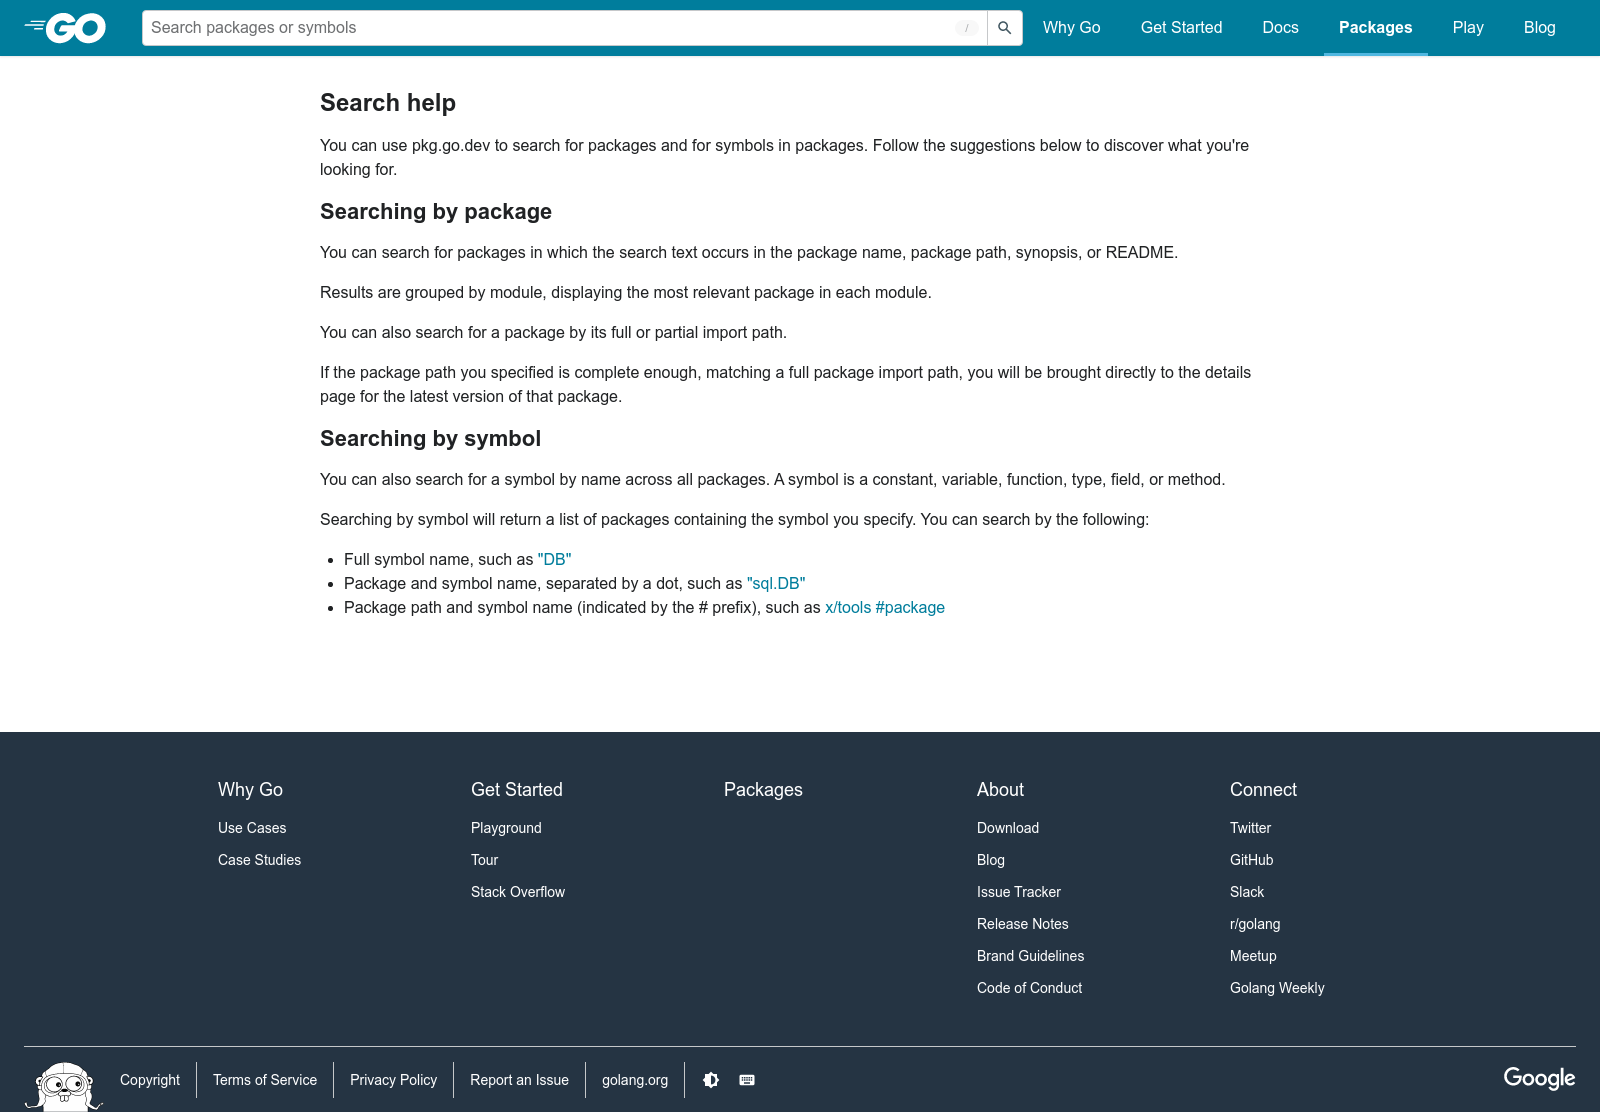 GO
Search packages or symbols
/
Why Go
Get Started
Docs
Packages
Play
Blog
Search help
You can use pkg.go.dev to search for packages and for symbols in packages. Follow the suggestions below to discover what you're
looking for.
Searching by package
You can search for packages in which the search text occurs in the package name, package path, synopsis, or README.
Results are grouped by module, displaying the most relevant package in each module.
You can also search for a package by its full or partial import path.
If the package path you specified is complete enough, matching a full package import path, you will be brought directly to the details
page for the latest version of that package.
Searching by symbol
You can also search for a symbol by name across all packages. A symbol is a constant, variable, function, type, field, or method.
Searching by symbol will return a list of packages containing the symbol you specify. You can search by the following:
• Full symbol name, such as "DB"
• Package and symbol name, separated by a dot, such as "sql.DB"
• Package path and symbol name (indicated by the # prefix), such as x/tools #package
Why Go
Use Cases
Case Studies
Get Started
Playground
Tour
Stack Overflow
Packages
About
Download
Blog
Issue Tracker
Release Notes
Brand Guidelines
Code of Conduct
Connect
Twitter
GitHub
Slack
r/golang
Meetup
Golang Weekly
Copyright
Terms of Service
Privacy Policy
Report an Issue
golang.org
Google